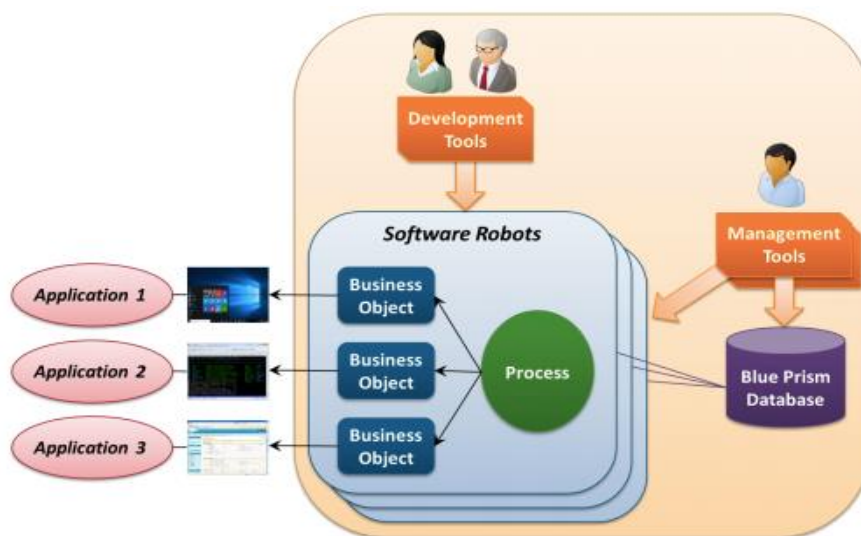 Development
Tools
Software Robots
Management
Tools
Application 1
Business
Object
Application 2
Business
Object
Process
Blue Prism
Database
Application 3
Business
Object